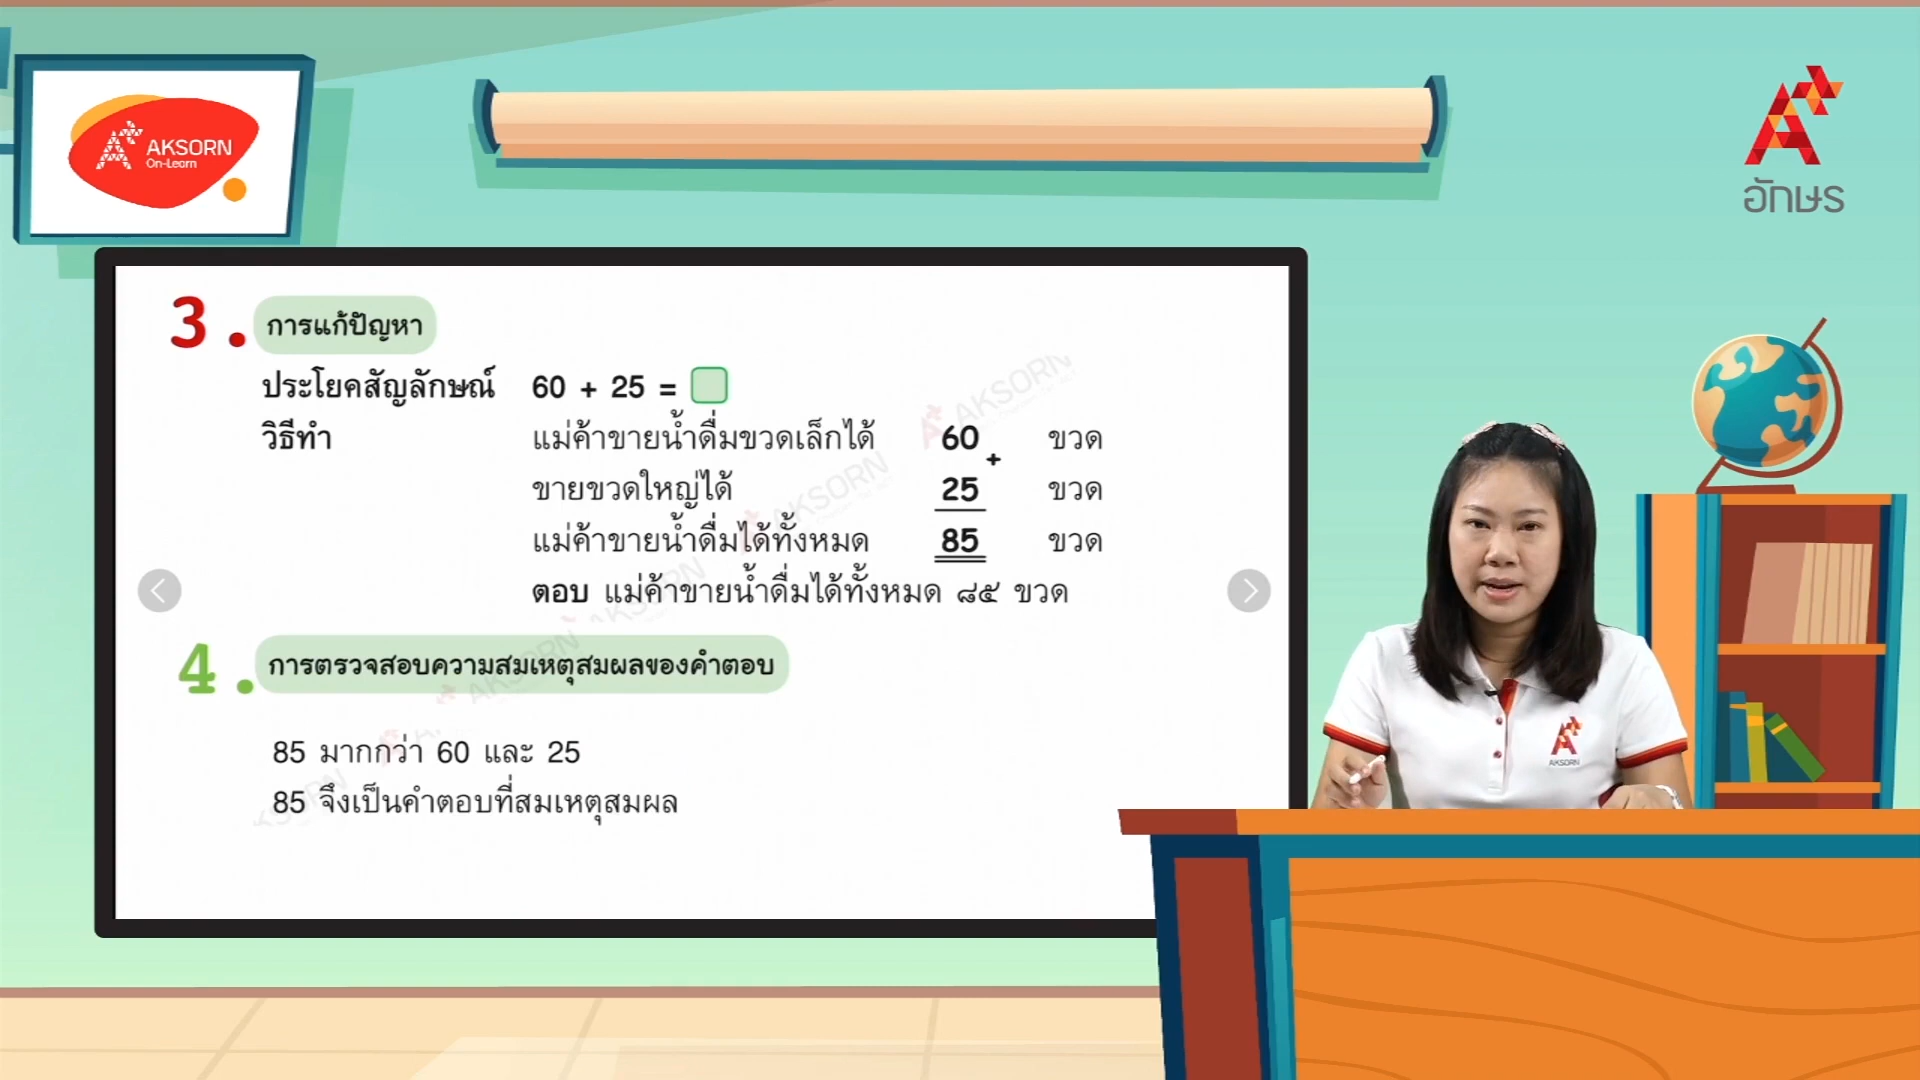 AKSORN
On-Learn
อักษร
3.
การแก้ปัญหา
ประโยคสัญลักษณ์ 60 + 25 =
วิธีทำ แม่ค้าขายน้ำดื่มขวดเล็กได้ 60 ขวด
+
ขายขวดใหญ่ได้ 25 ขวด
แม่ค้าขายน้ำดื่มได้ทั้งหมด 85 ขวด
ตอบ แม่ค้าขายน้ำดื่มได้ทั้งหมด ๘๕ ขวด
4.
การตรวจสอบความสมเหตุสมผลของคำตอบ
85 มากกว่า 60 และ 25
85 จึงเป็นคำตอบที่สมเหตุสมผล
AKSORN